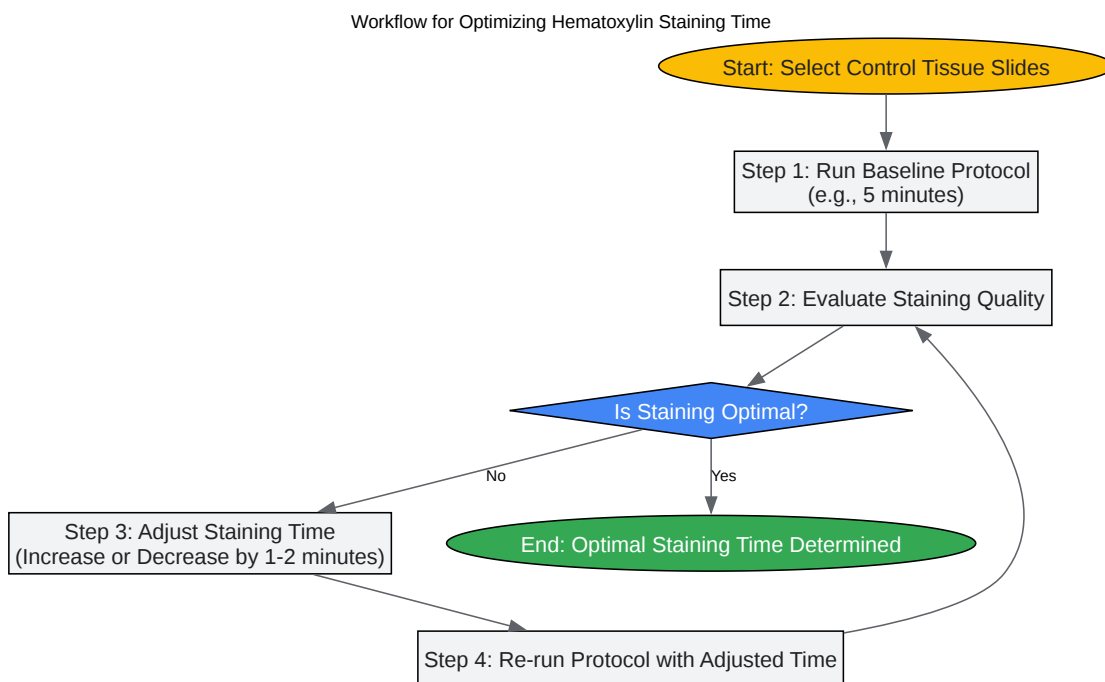 Workflow for Optimizing Hematoxylin Staining Time
Start: Select Control Tissue Slides
Step 1: Run Baseline Protocol
(e.g., 5 minutes)
Step 2: Evaluate Staining Quality
Is Staining Optimal?
No
Yes
Step 3: Adjust Staining Time
(Increase or Decrease by 1-2 minutes)
End: Optimal Staining Time Determined
Step 4: Re-run Protocol with Adjusted Time